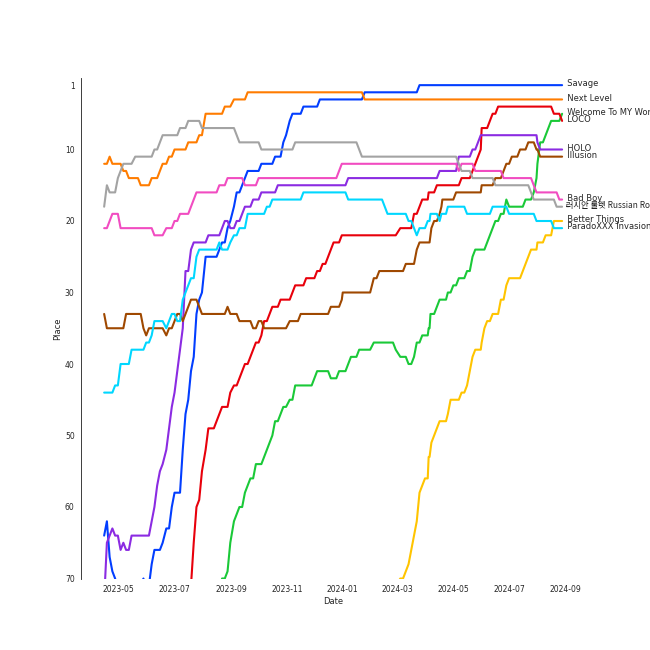 1
10
20
30
40
50
60
70
Place
2023-05
2023-07
2023-09
2023-11
2024-01
2024-03
2024-05
2024-07
2024-09
Date
Savage
Next Level
Welcome To MY Wor
LOCO
HOLO
Illusion
Bad Boy
Russian Ro
Better Things
ParadoXXX Invasion